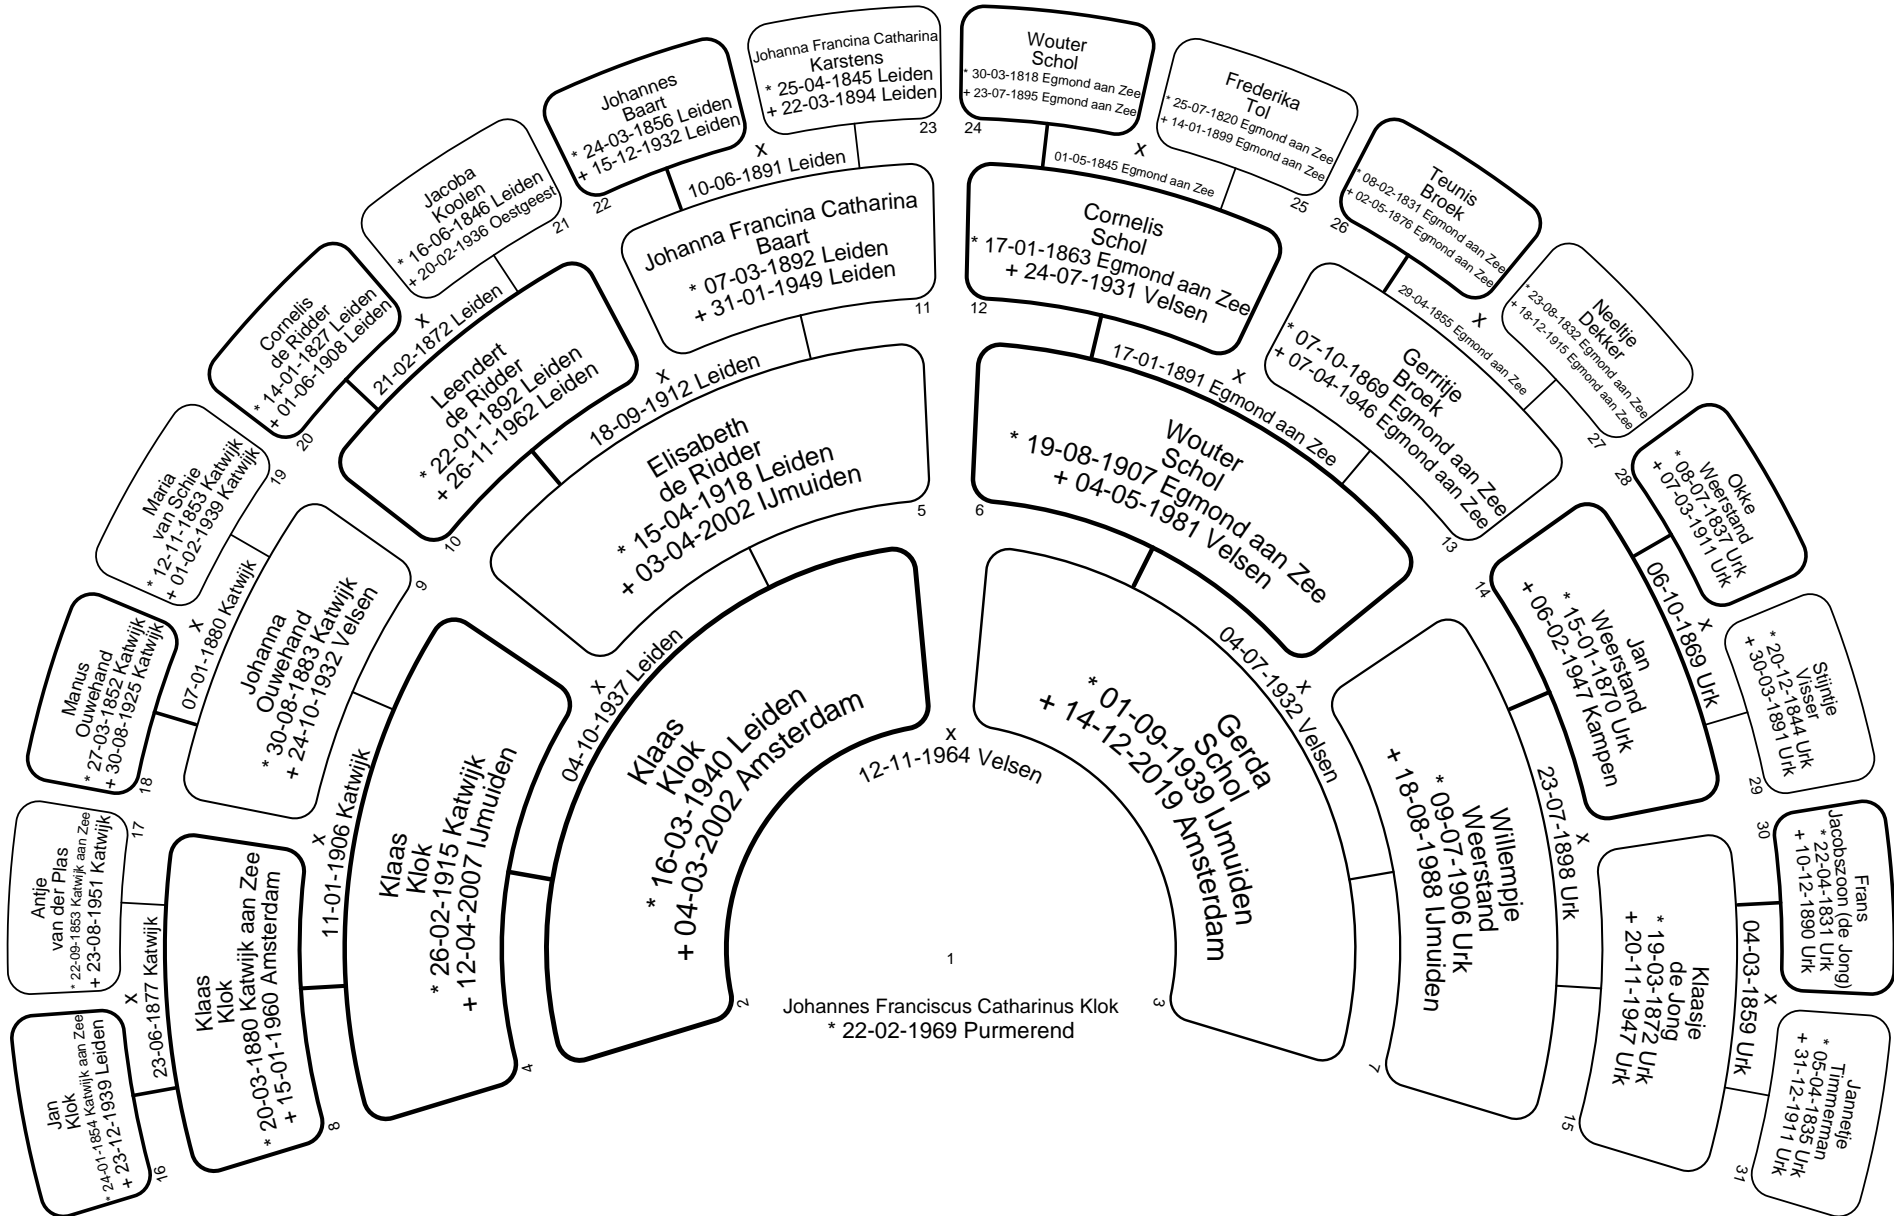 1
Johannes Franciscus Catharinus Klok
* 22-02-1969 Purmerend
Klaas
Klok
* 16-03-1940 Leiden
+ 04-03-2002 Amsterdam
2
x
12-11-1964 Velsen
Gerda
Schol
* 01-09-1939 IJmuiden
+ 14-12-2019 Amsterdam
3
Klaas
Klok
* 26-02-1915 Katwijk
+ 12-04-2007 IJmuiden
4
x
04-10-1937 Leiden
Elisabeth
de Ridder
* 15-04-1918 Leiden
+ 03-04-2002 IJmuiden
5
Wouter
Schol
* 19-08-1907 Egmond aan Zee
+ 04-05-1981 Velsen
6
x
04-07-1932 Velsen
Willempje
Weerstand
* 09-07-1906 Urk
+ 18-08-1988 IJmuiden
7
Klaas
Klok
* 20-03-1880 Katwijk aan Zee
+ 15-01-1960 Amsterdam
8
x
11-01-1906 Katwijk
Johanna
Ouwehand
* 30-08-1883 Katwijk
+ 24-10-1932 Velsen
9
Leendert
de Ridder
* 22-01-1892 Leiden
+ 26-11-1962 Leiden
10
x
18-09-1912 Leiden
Johanna Francina Catharina
Baart
* 07-03-1892 Leiden
+ 31-01-1949 Leiden
11
Cornelis
Schol
* 17-01-1863 Egmond aan Zee
+ 24-07-1931 Velsen
12
x
17-01-1891 Egmond aan Zee
Gerritje
Broek
* 07-10-1869 Egmond aan Zee
+ 07-04-1946 Egmond aan Zee
13
Jan
Weerstand
* 15-01-1870 Urk
+ 06-02-1947 Kampen
14
x
23-07-1898 Urk
Klaasje
de Jong
* 19-03-1872 Urk
+ 20-11-1947 Urk
15
Jan
Klok
* 24-01-1854 Katwijk aan Zee
+ 23-12-1939 Leiden
16
x
23-06-1877 Katwijk
Antje
van der Plas
* 22-09-1853 Katwijk aan Zee
+ 23-08-1951 Katwijk
17
Manus
Ouwehand
* 27-03-1852 Katwijk
+ 30-08-1925 Katwijk
18
x
07-01-1880 Katwijk
Maria
van Schie
* 12-11-1853 Katwijk
+ 01-02-1939 Katwijk
19
Cornelis
de Ridder
* 14-01-1827 Leiden
+ 01-06-1908 Leiden
20
x
21-02-1872 Leiden
Jacoba
Koolen
* 16-06-1846 Leiden
+ 20-02-1936 Oestgeest
21
Johannes
Baart
* 24-03-1856 Leiden
+ 15-12-1932 Leiden
22
x
10-06-1891 Leiden
Johanna Francina Catharina
Karstens
* 25-04-1845 Leiden
+ 22-03-1894 Leiden
23
Wouter
Schol
* 30-03-1818 Egmond aan Zee
+ 23-07-1895 Egmond aan Zee
24
x
01-05-1845 Egmond aan Zee
Frederika
Tol
* 25-07-1820 Egmond aan Zee
+ 14-01-1899 Egmond aan Zee
25
Teunis
Broek
* 08-02-1831 Egmond aan Zee
+ 02-05-1876 Egmond aan Zee
26
x
29-04-1855 Egmond aan Zee
Neeltje
Dekker
* 23-08-1832 Egmond aan Zee
+ 18-12-1915 Egmond aan Zee
27
Okke
Weerstand
* 08-07-1837 Urk
+ 07-03-1911 Urk
28
x
06-10-1869 Urk
Stijntje
Visser
* 20-12-1844 Urk
+ 30-03-1891 Urk
29
Frans
Jacobszoon (de Jong)
* 22-04-1831 Urk
+ 10-12-1890 Urk
30
x
04-03-1859 Urk
Jannetje
Timmerman
* 05-04-1835 Urk
+ 31-12-1911 Urk
31